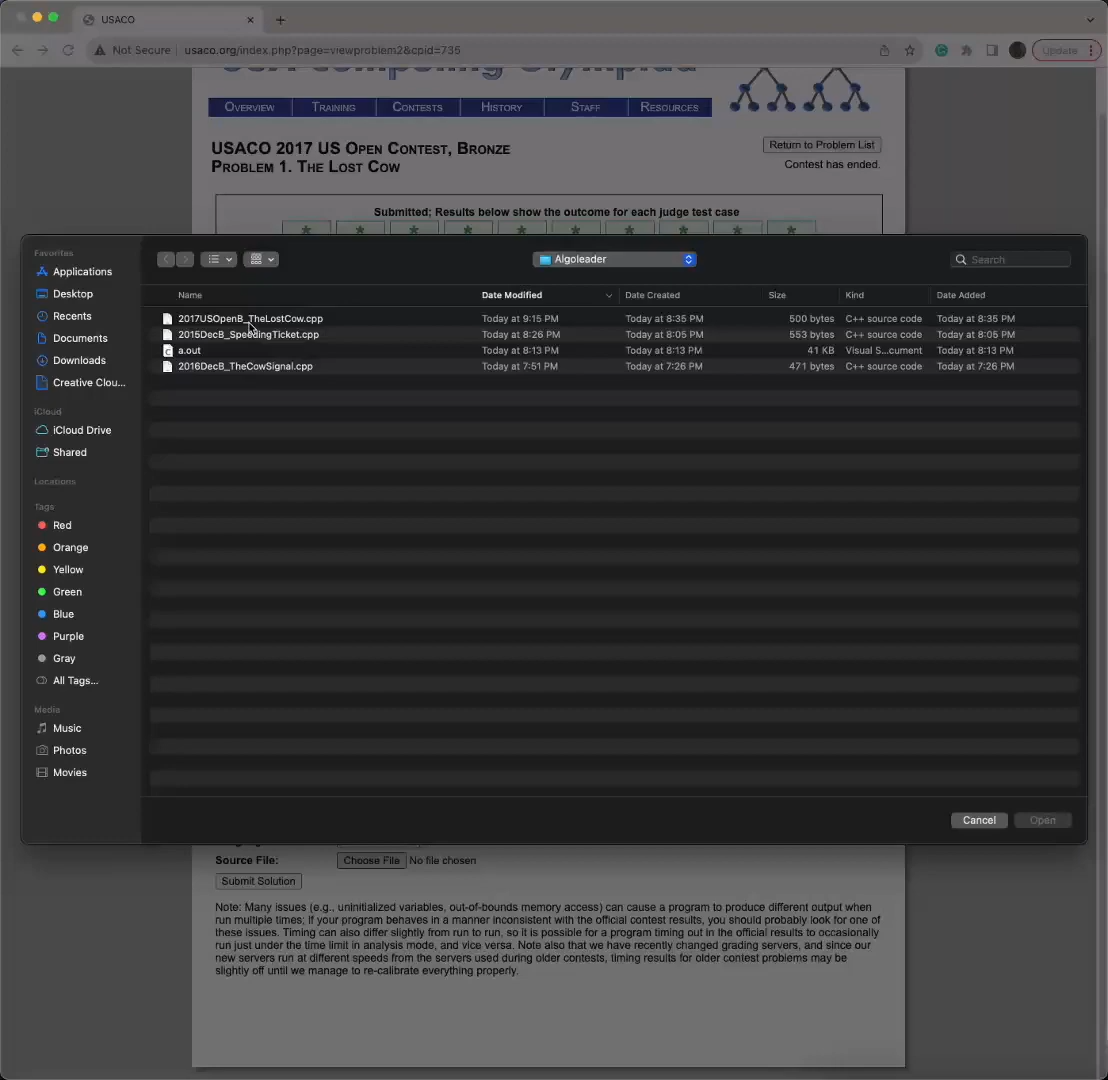 USACO
Not Secure | usaco.org/index.php?page=viewproblem2&cpid=735
Update
OVERVIEW TRAINING CONTESTS HISTORY STAFF RESOURCES
USACO 2017 US OPEN CONTEST, BRONZE
PROBLEM 1. THE LOST COW
Return to Problem List
Contest has ended.
Submitted; Results below show the outcome for each judge test case
* * * * * * * * * *
Favorites
Applications
Desktop
Recents
Documents
Downloads
Creative Clou...
iCloud
iCloud Drive
Shared
Locations
Tags
Red
Orange
Yellow
Green
Blue
Purple
Gray
All Tags...
Media
Music
Photos
Movies
Algoleader
Search
Name Date Modified Date Created Size Kind Date Added
2017USOpenB_TheLostCow.cpp Today at 9:15 PM Today at 8:35 PM 500 bytes C++ source code Today at 8:35 PM
2015DecB_SpeedingTicket.cpp Today at 8:26 PM Today at 8:05 PM 553 bytes C++ source code Today at 8:05 PM
a.out Today at 8:13 PM Today at 8:13 PM 41 KB Visual S...cument Today at 8:13 PM
2016DecB_TheCowSignal.cpp Today at 7:51 PM Today at 7:26 PM 471 bytes C++ source code Today at 7:26 PM
Cancel Open
Source File: Choose File No file chosen
Submit Solution
Note: Many issues (e.g., uninitialized variables, out-of-bounds memory access) can cause a program to produce different output when
run multiple times; if your program behaves in a manner inconsistent with the official contest results, you should probably look for one of
these issues. Timing can also differ slightly from run to run, so it is possible for a program timing out in the official results to occasionally
run just under the time limit in analysis mode, and vice versa. Note also that we have recently changed grading servers, and since our
new servers run at different speeds from the servers used during older contests, timing results for older contest problems may be
slightly off until we manage to re-calibrate everything properly.